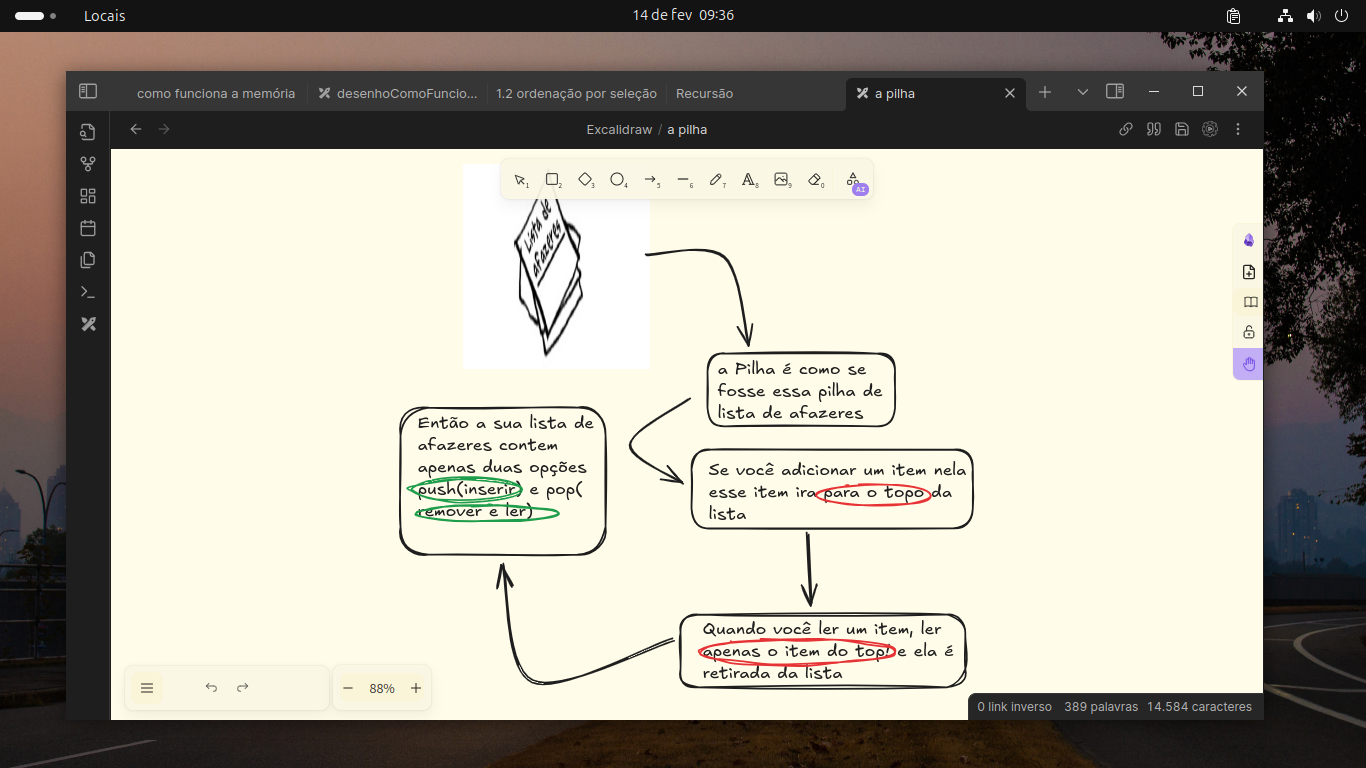 Locais
14 de fev 09:36
como funciona a memória
desenhoComoFuncio...
1.2 ordenação por seleção
Recursão
a pilha
Excalidraw / a pilha
1
2
3
4
5
6
7
8
9
0
AI
Lista de
afazeres
a Pilha é como se
fosse essa pilha de
lista de afazeres
Se você adicionar um item nela
esse item ira para o topo da
lista
Quando você ler um item, ler
apenas o item do topo e ela é
retirada da lista
Então a sua lista de
afazeres contem
apenas duas opções
push(inserir) e pop(
remover e ler)
88%
0 link inverso 389 palavras 14.584 caracteres